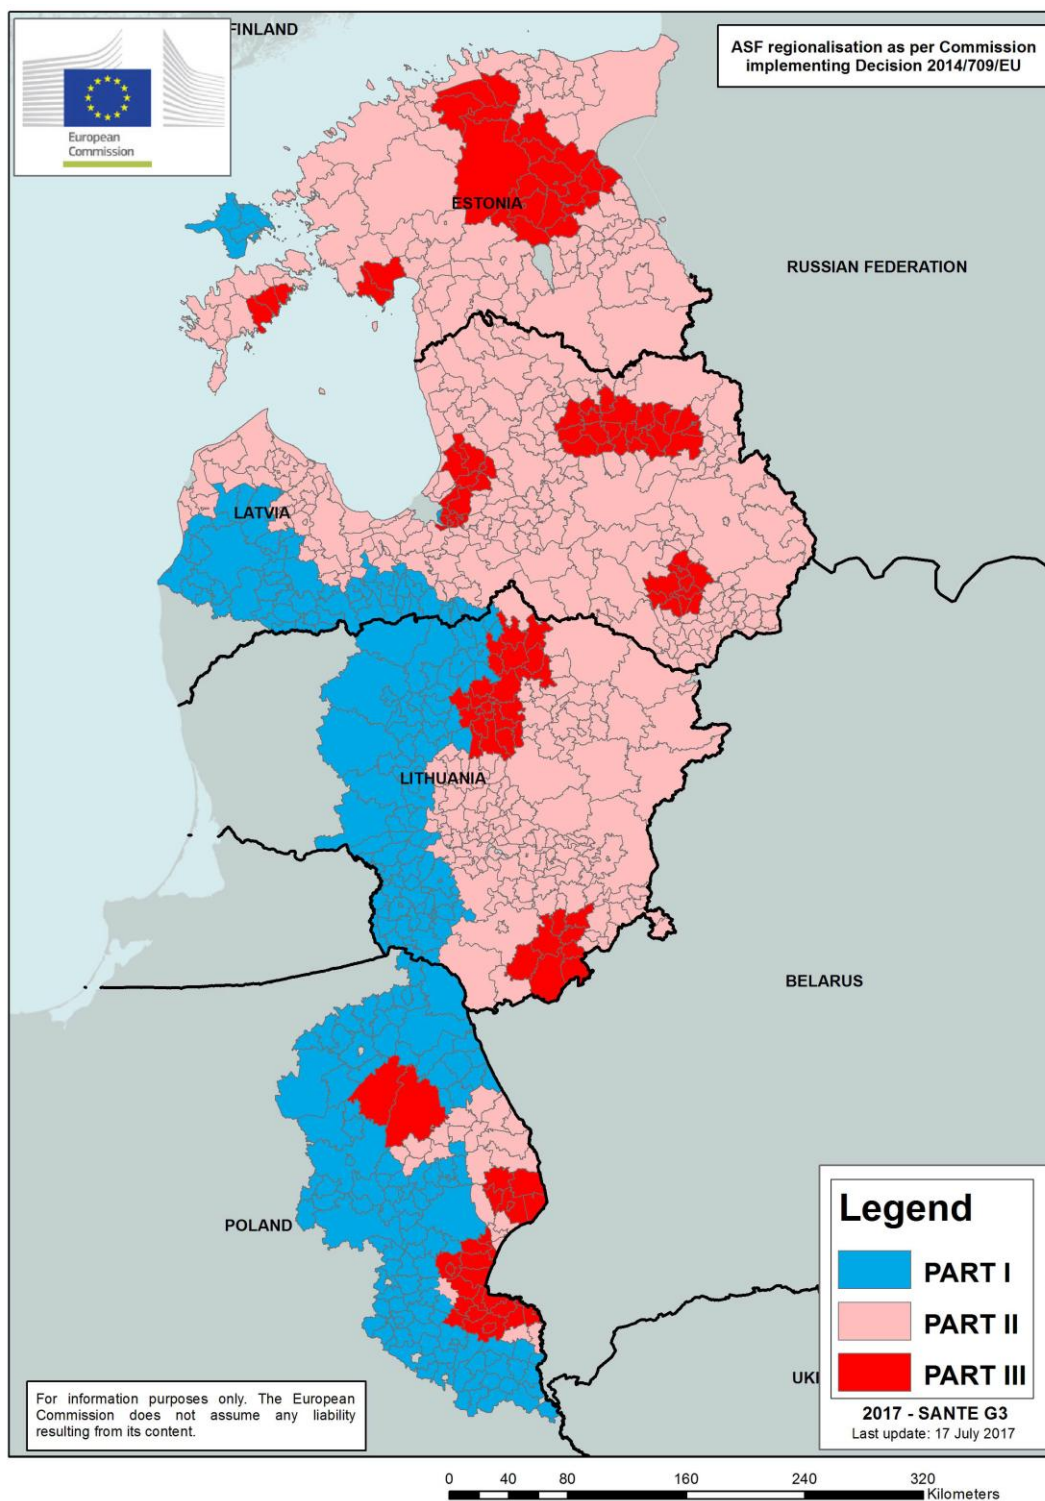 FINLAND
ASF regionalisation as per Commission
implementing Decision 2014/709/EU
European
Commission
ESTONIA
RUSSIAN FEDERATION
LATVIA
LITHUANIA
BELARUS
POLAND
Legend
PART I
PART II
PART III
UKI
2017 - SANTE G3
Last update: 17 July 2017
For information purposes only. The European
Commission does not assume any liability
resulting from its content.
0 40 80 160 240 320
Kilometers